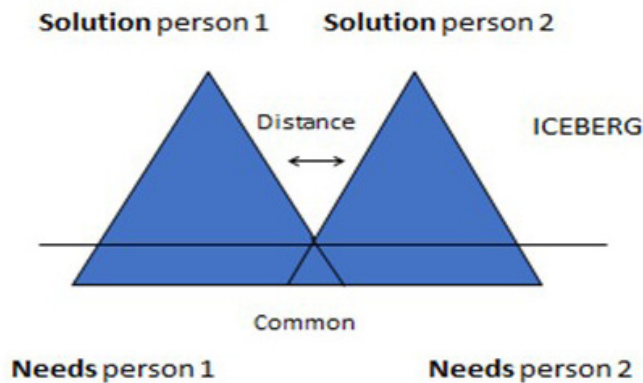 Solution person 1
Solution person 2
Distance
ICEBERG
Common
Needs person 1
Needs person 2